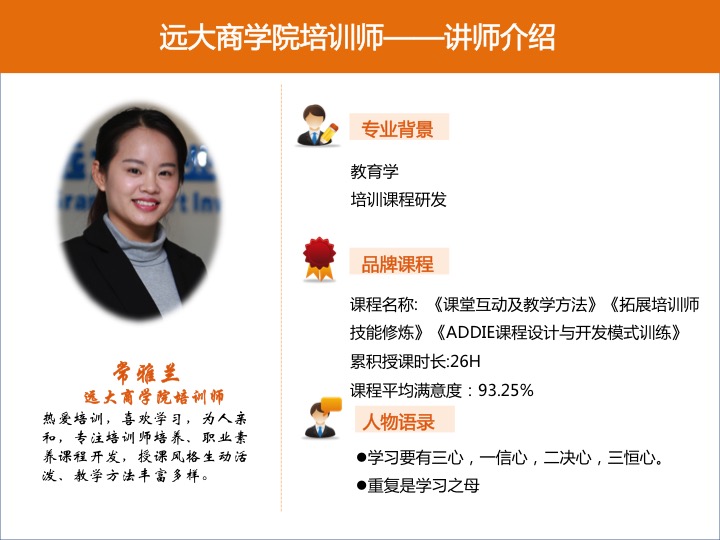 远大商学院培训师——讲师介绍
常雅兰
远大商学院培训师
热爱培训，喜欢学习，为人亲
和，专注培训师培养、职业素
养课程开发，授课风格生动活
泼、教学方法丰富多样。
专业背景
教育学
培训课程研发
品牌课程
课程名称: 《课堂互动及教学方法》《拓展培训师
技能修炼》《ADDIE课程设计与开发模式训练》
累积授课时长:26H
课程平均满意度：93.25%
人物语录
●学习要有三心，一信心，二决心，三恒心。
●重复是学习之母